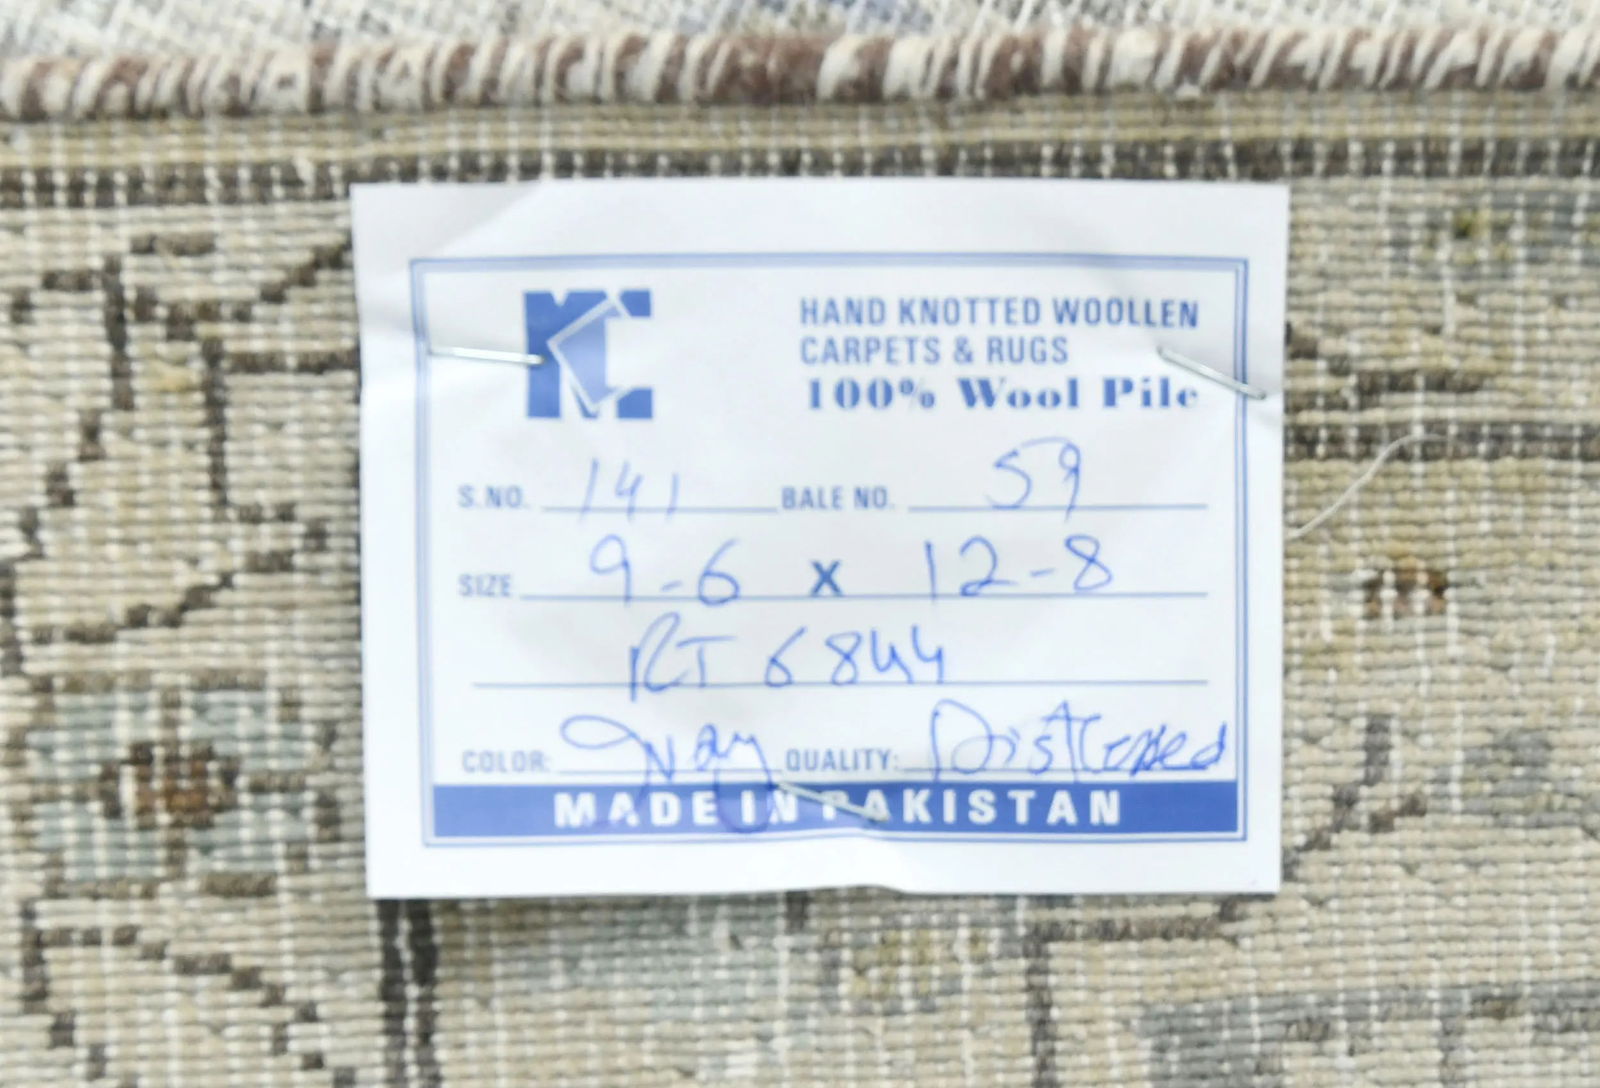 KC
HAND KNOTTED WOOLLEN
CARPETS & RUGS
100% Wool Pile
S.NO. 141 BALE NO. 59
SIZE 9-6 X 12-8
RT 6844
COLOR: Gray QUALITY: Distressed
MADE IN PAKISTAN